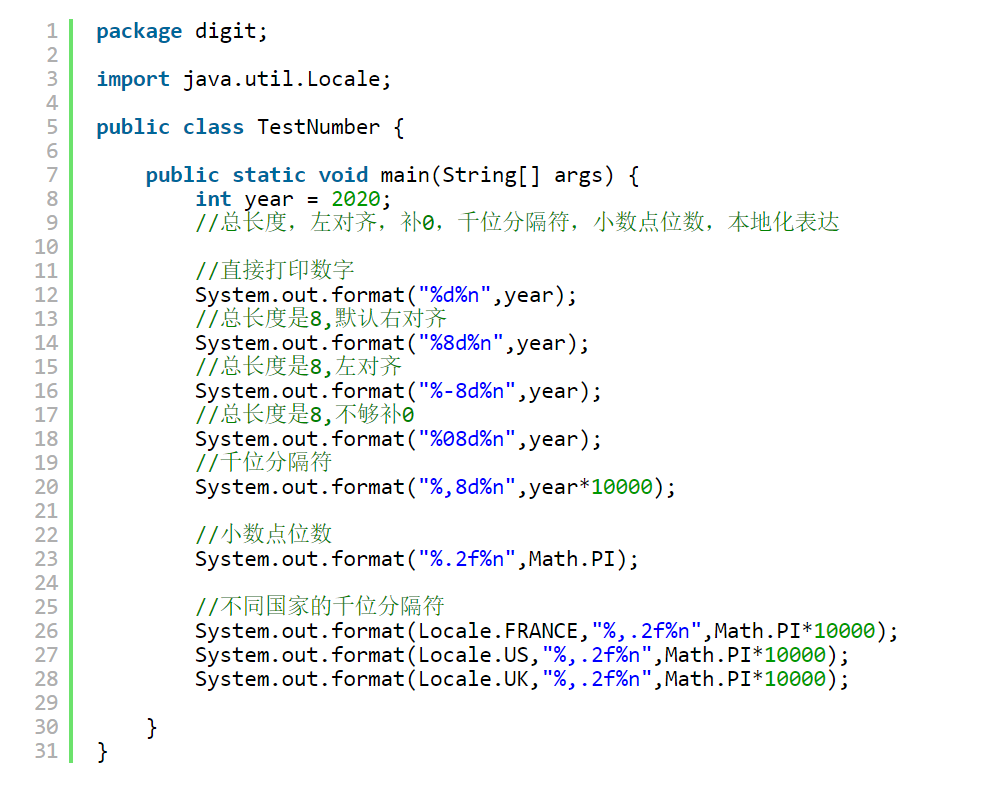 1 package digit;
2
3 import java.util.Locale;
4
5 public class TestNumber {
6
7     public static void main(String[] args) {
8         int year = 2020;
9         //总长度，左对齐，补0，千位分隔符，小数点位数，本地化表达
10
11         //直接打印数字
12         System.out.format("%d%n",year);
13         //总长度是8,默认右对齐
14         System.out.format("%8d%n",year);
15         //总长度是8,左对齐
16         System.out.format("%-8d%n",year);
17         //总长度是8,不够补0
18         System.out.format("%08d%n",year);
19         //千位分隔符
20         System.out.format("%,8d%n",year*10000);
21
22         //小数点位数
23         System.out.format("%.2f%n",Math.PI);
24
25         //不同国家的千位分隔符
26         System.out.format(Locale.FRANCE,"%,.2f%n",Math.PI*10000);
27         System.out.format(Locale.US,"%,.2f%n",Math.PI*10000);
28         System.out.format(Locale.UK,"%,.2f%n",Math.PI*10000);
29
30     }
31 }